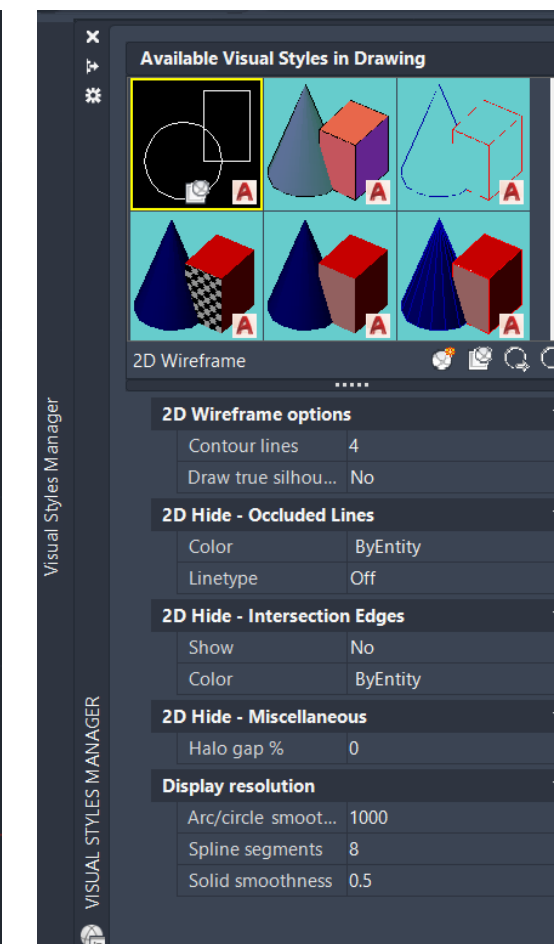 Available Visual Styles in Drawing
A
A
A
A
A
A
2D Wireframe
2D Wireframe options
Contour lines 4
Draw true silhou... No
2D Hide - Occluded Lines
Color ByEntity
Linetype Off
2D Hide - Intersection Edges
Show No
Color ByEntity
2D Hide - Miscellaneous
Halo gap % 0
Display resolution
Arc/circle smoot... 1000
Spline segments 8
Solid smoothness 0.5
Visual Styles Manager
VISUAL STYLES MANAGER